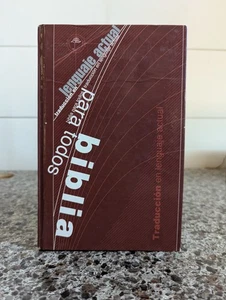 lenguaje actual
para todos
biblia
Traducción en lenguaje actual